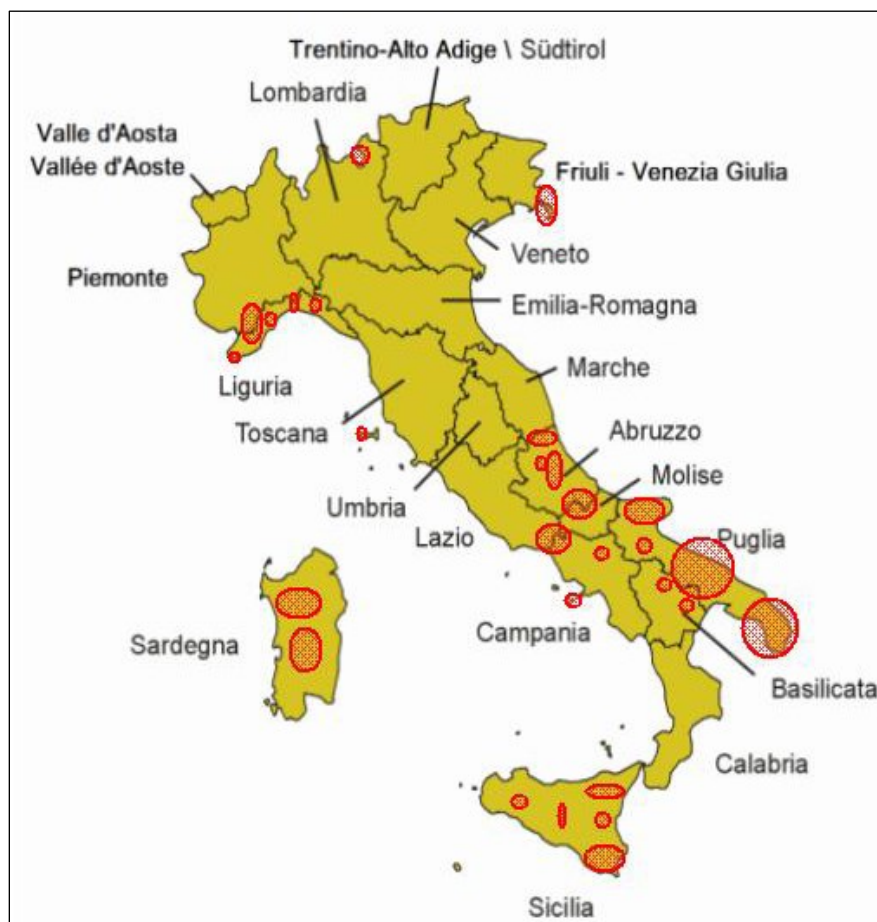 Trentino-Alto Adige \ Südtirol
Lombardia
Valle d'Aosta
Vallée d'Aoste
Friuli - Venezia Giulia
Veneto
Piemonte
Emilia-Romagna
Marche
Liguria
Toscana
Abruzzo
Molise
Umbria
Lazio
Puglia
Campania
Sardegna
Basilicata
Calabria
Sicilia